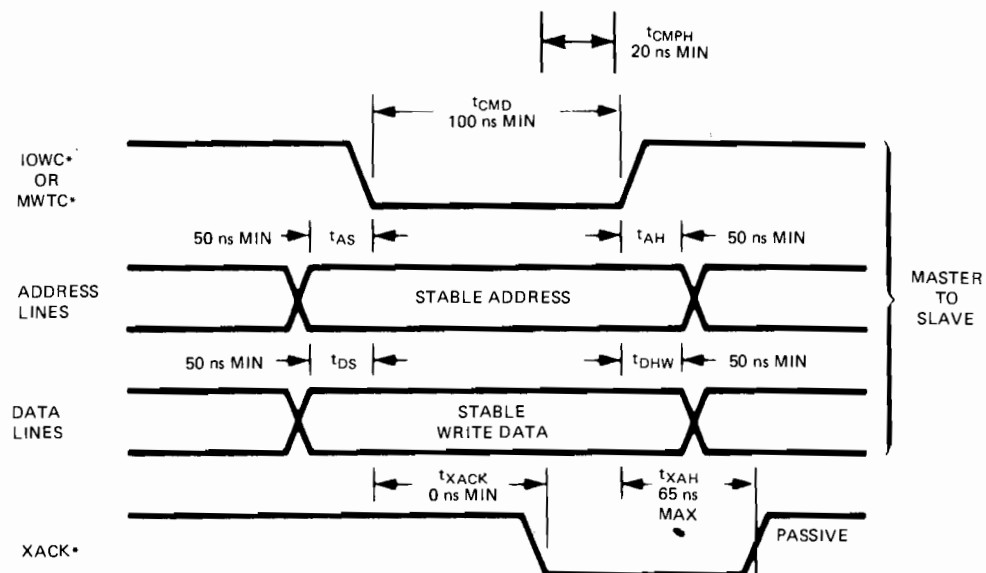 tCMPH
20 ns MIN
tCMD
100 ns MIN
IOWC*
OR
MWTC*
50 ns MIN tAS tAH 50 ns MIN
ADDRESS
LINES
STABLE ADDRESS
MASTER
TO
SLAVE
50 ns MIN tDS tDHW 50 ns MIN
DATA
LINES
STABLE
WRITE DATA
tXACK
0 ns MIN
tXAH
65 ns
MAX
XACK*
PASSIVE